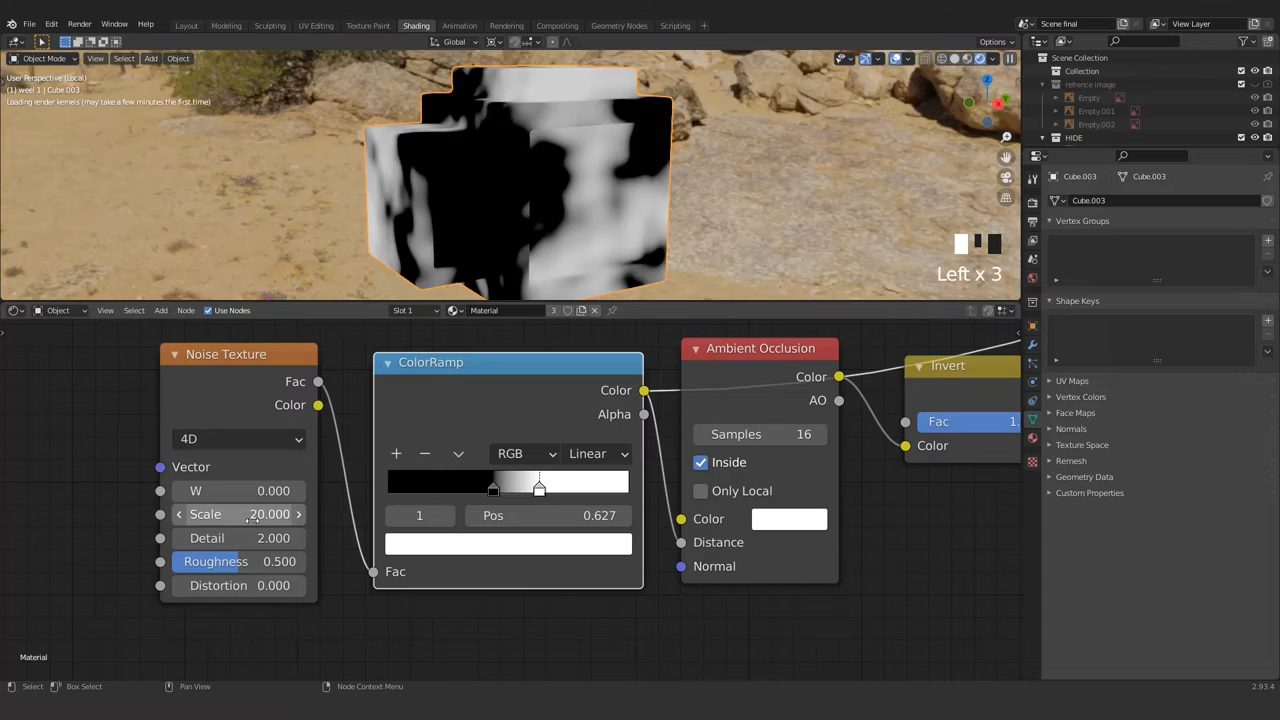 File Edit Render Window Help Layout Modeling Sculpting UV Editing Texture Paint Shading Animation Rendering Compositing Geometry Nodes Scripting + Scene final View Layer
Global Options
Object Mode View Select Add Object
User Perspective (Local)
(1) weel 1 | Cube.003
Loading render kernels (may take a few minutes the first time)
Scene Collection
Collection
refrence image
Empty
Empty.001
Empty.002
HIDE
Cube.003 Cube.003
Cube.003
Vertex Groups
Shape Keys
UV Maps
Vertex Colors
Face Maps
Normals
Texture Space
Remesh
Geometry Data
Custom Properties
Left x 3
Object View Select Add Node Use Nodes Slot 1 Material 3
Noise Texture
Fac
Color
4D
Vector
W 0.000
Scale 20.000
Detail 2.000
Roughness 0.500
Distortion 0.000
ColorRamp
Color
Alpha
RGB Linear
1 Pos 0.627
Fac
Ambient Occlusion
Color
AO
Samples 16
Inside
Only Local
Color
Distance
Normal
Invert
Fac 1.
Color
Material
Select Box Select Pan View Node Context Menu 2.93.4